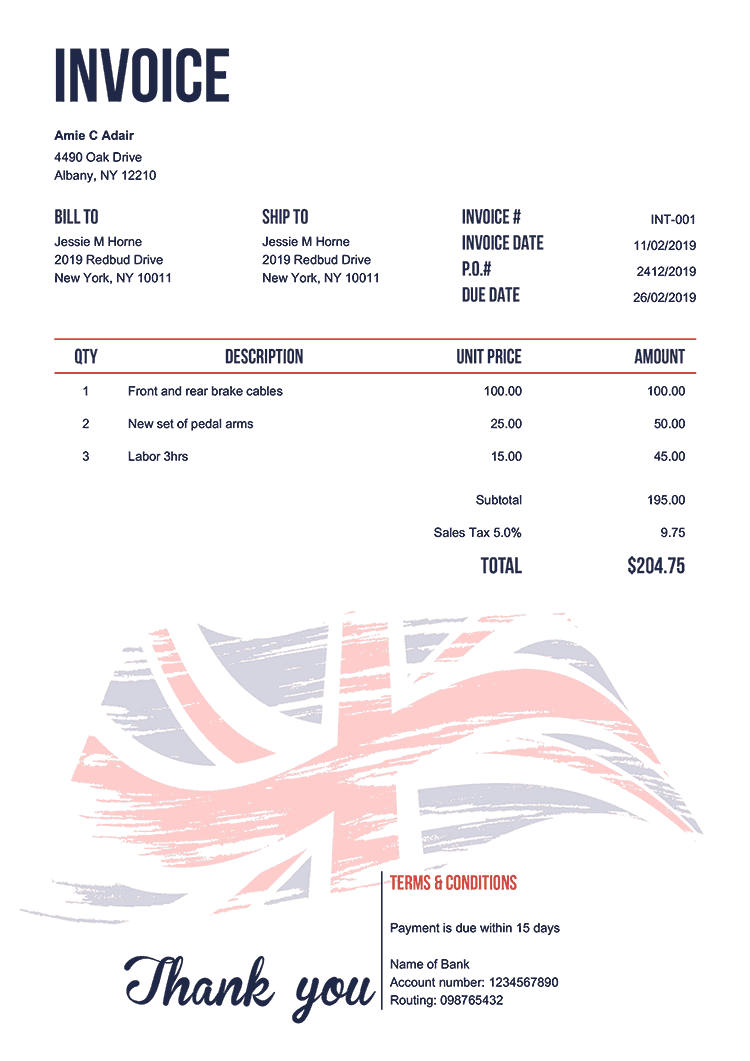 INVOICE
Amie C Adair
4490 Oak Drive
Albany, NY 12210
BILL TO
Jessie M Horne
2019 Redbud Drive
New York, NY 10011
SHIP TO
Jessie M Horne
2019 Redbud Drive
New York, NY 10011
INVOICE # INT-001
INVOICE DATE 11/02/2019
P.O.# 2412/2019
DUE DATE 26/02/2019
QTY DESCRIPTION UNIT PRICE AMOUNT
1 Front and rear brake cables 100.00 100.00
2 New set of pedal arms 25.00 50.00
3 Labor 3hrs 15.00 45.00
Subtotal 195.00
Sales Tax 5.0% 9.75
TOTAL $204.75
Thank you
TERMS & CONDITIONS
Payment is due within 15 days
Name of Bank
Account number: 1234567890
Routing: 098765432